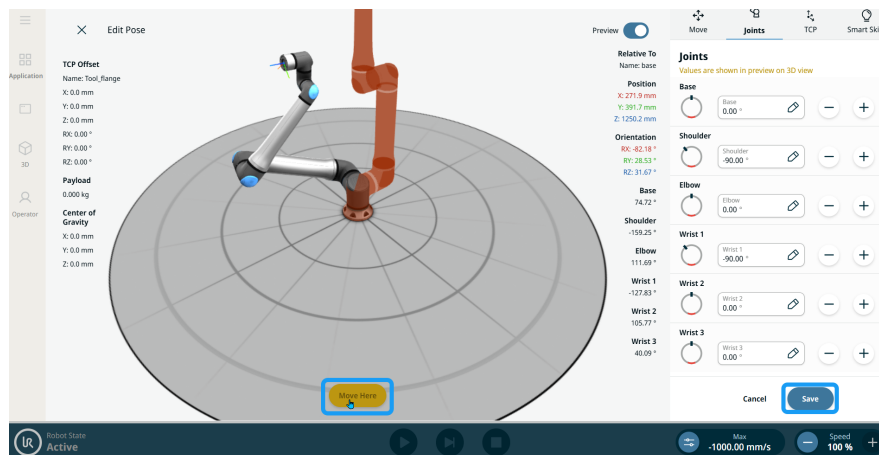 Edit Pose
Preview
Move
Joints
TCP
Application
3D
Operator
TCP Offset
Name: Tool_flange
X: 0.0 mm
Y: 0.0 mm
Z: 0.0 mm
RX: 0.00 °
RY: 0.00 °
RZ: 0.00 °
Payload
0.000 kg
Center of
Gravity
X: 0.0 mm
Y: 0.0 mm
Z: 0.0 mm
Relative To
Name: base
Position
X: 271.9 mm
Y: 391.7 mm
Z: 1250.2 mm
Orientation
RX: -82.18 °
RY: 28.53 °
RZ: 31.67 °
Base
74.72 °
Shoulder
-159.25 °
Elbow
111.69 °
Wrist 1
-127.83 °
Wrist 2
105.77 °
Wrist 3
40.09 °
Joints
Values are shown in preview on 3D view
Base
Base
0.00 °
Shoulder
Shoulder
-90.00 °
Elbow
Elbow
0.00 °
Wrist 1
Wrist 1
-90.00 °
Wrist 2
Wrist 2
0.00 °
Wrist 3
Wrist 3
0.00 °
Move Here
Cancel
Save
UR
Robot State
Active
Max
-1000.00 mm/s
Speed
100 %